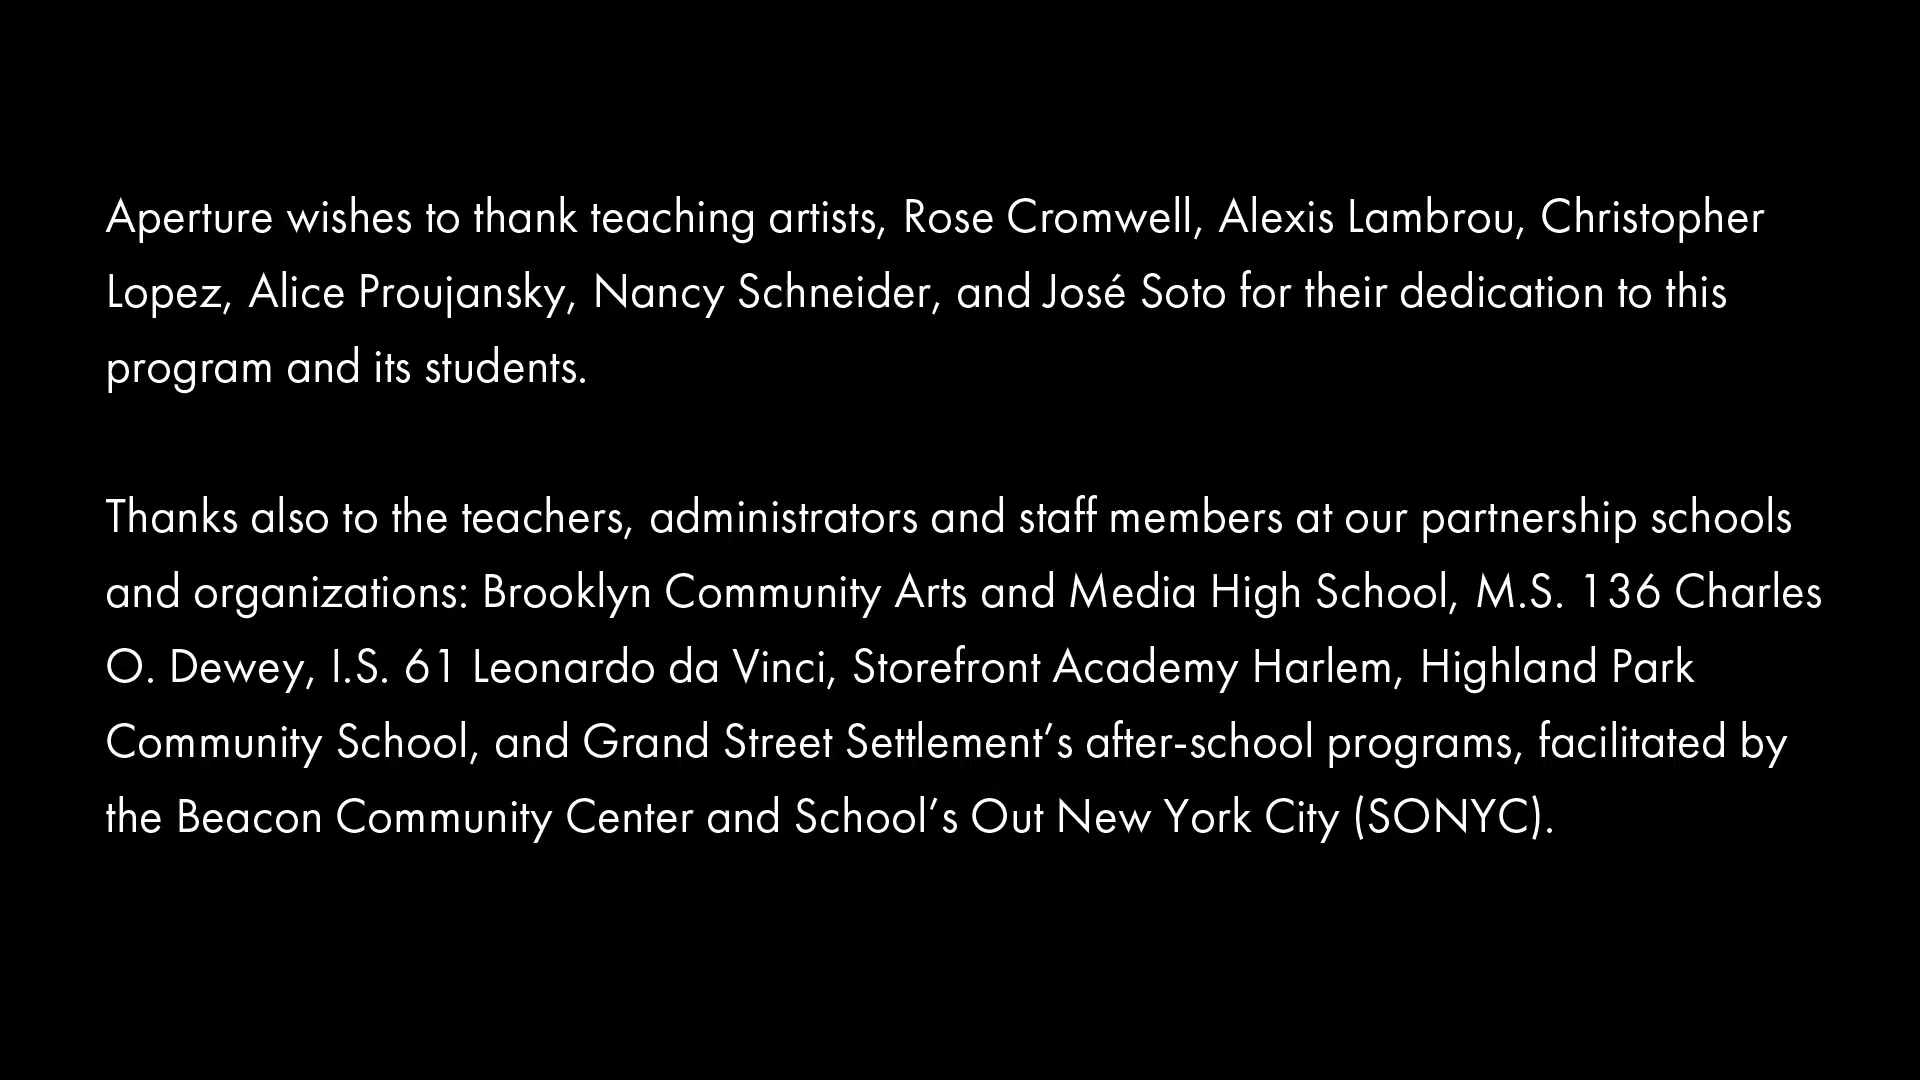 Aperture wishes to thank teaching artists, Rose Cromwell, Alexis Lambrou, Christopher
Lopez, Alice Proujansky, Nancy Schneider, and José Soto for their dedication to this
program and its students.
Thanks also to the teachers, administrators and staff members at our partnership schools
and organizations: Brooklyn Community Arts and Media High School, M.S. 136 Charles
O. Dewey, I.S. 61 Leonardo da Vinci, Storefront Academy Harlem, Highland Park
Community School, and Grand Street Settlement’s after-school programs, facilitated by
the Beacon Community Center and School’s Out New York City (SONYC).